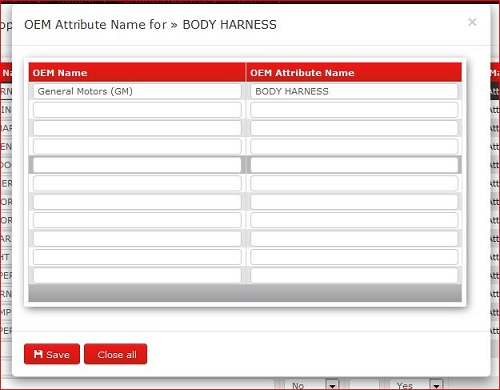 OEM Attribute Name for » BODY HARNESS
×
OEM Name OEM Attribute Name
General Motors (GM) BODY HARNESS
Save Close all
No Yes